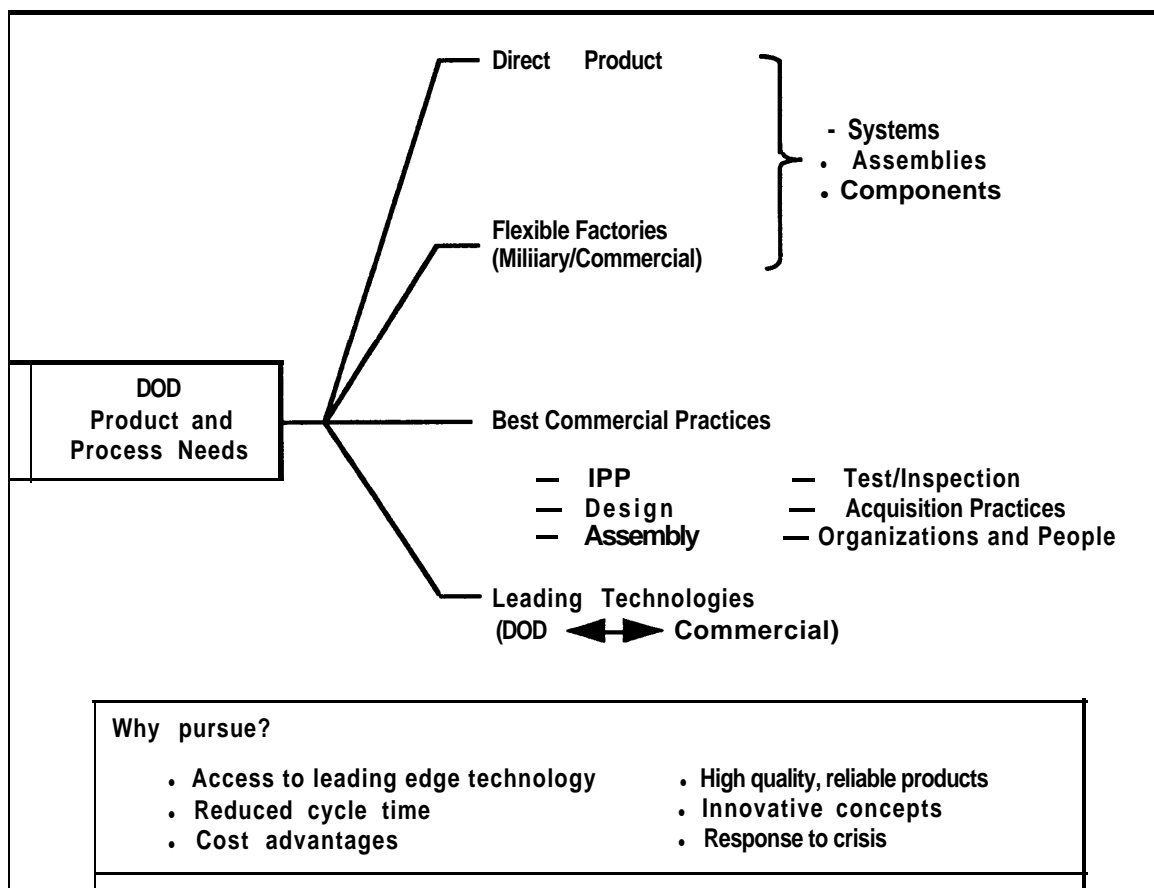 Direct Product
- Systems
. Assemblies
. Components
Flexible Factories
(Miliiary/Commercial)
DOD
Product and
Process Needs
Best Commercial Practices
— IPP
— Design
— Assembly
— Test/Inspection
— Acquisition Practices
— Organizations and People
Leading Technologies
(DOD ◄► Commercial)
Why pursue?
. Access to leading edge technology
. Reduced cycle time
. Cost advantages
. High quality, reliable products
. Innovative concepts
. Response to crisis